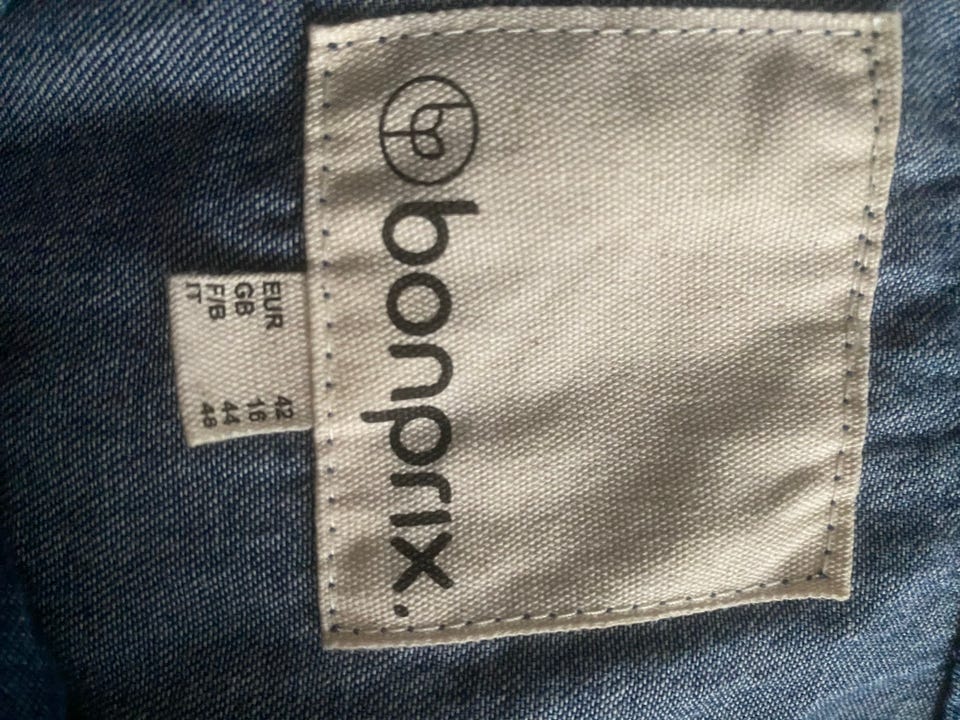 bonprix.
EUR 42
GB 16
F/B 44
IT 48